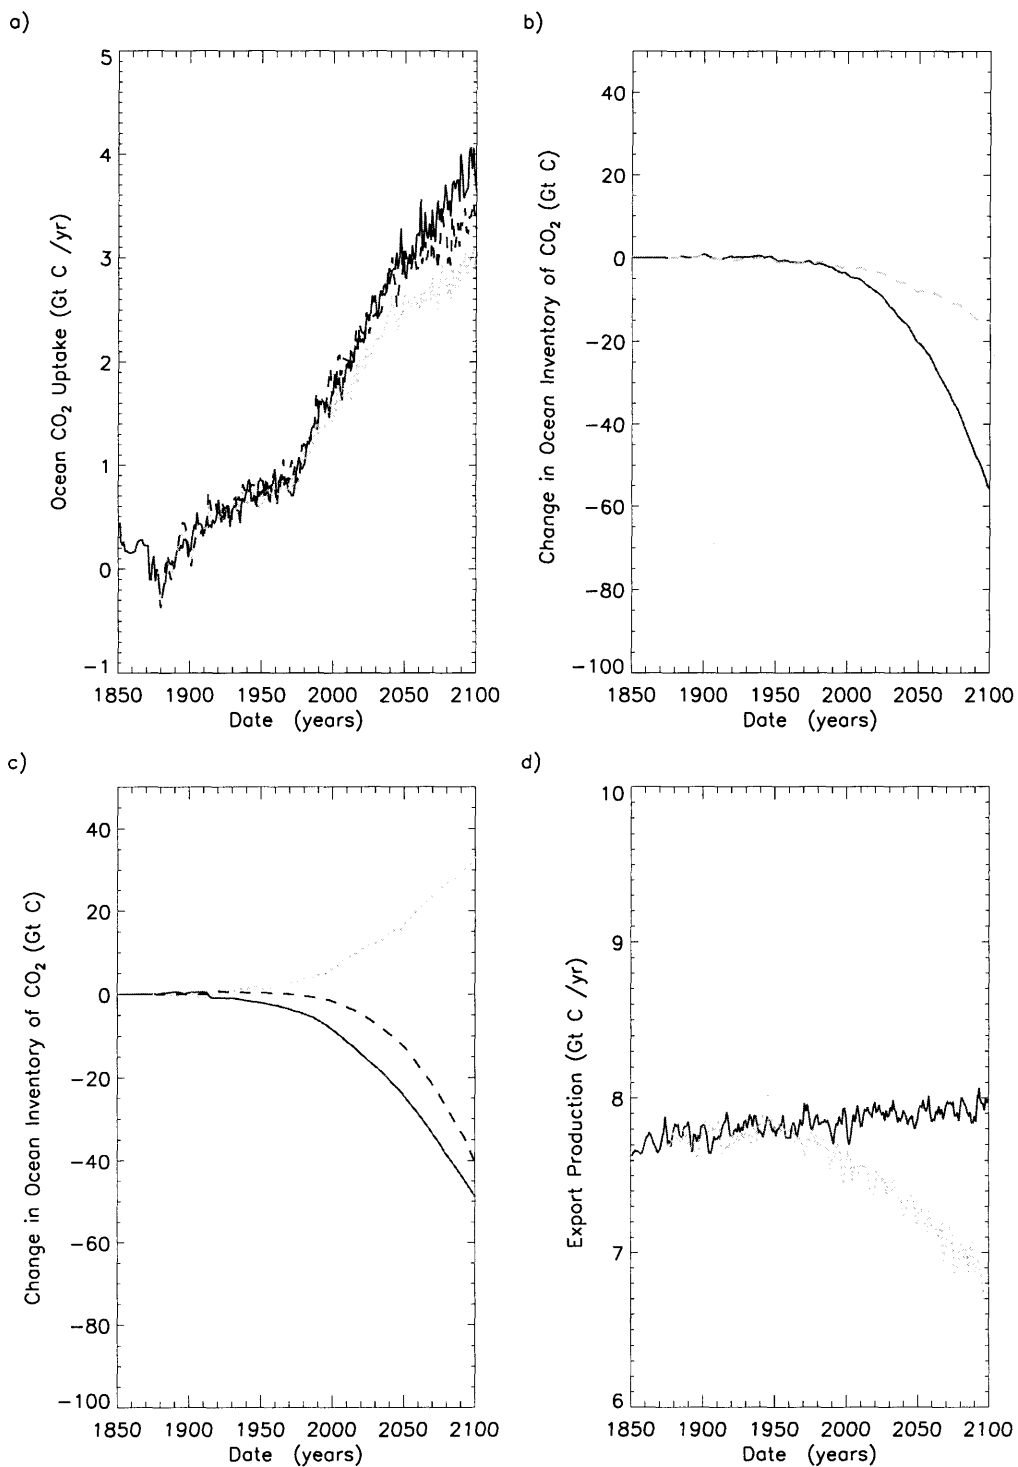 a)
Ocean CO₂ Uptake (Gt C /yr)
5
4
3
2
1
0
−1
1850 1900 1950 2000 2050 2100
Date (years)
b)
Change in Ocean Inventory of CO₂ (Gt C)
40
20
0
−20
−40
−60
−80
−100
1850 1900 1950 2000 2050 2100
Date (years)
c)
Change in Ocean Inventory of CO₂ (Gt C)
40
20
0
−20
−40
−60
−80
−100
1850 1900 1950 2000 2050 2100
Date (years)
d)
Export Production (Gt C /yr)
10
9
8
7
6
1850 1900 1950 2000 2050 2100
Date (years)